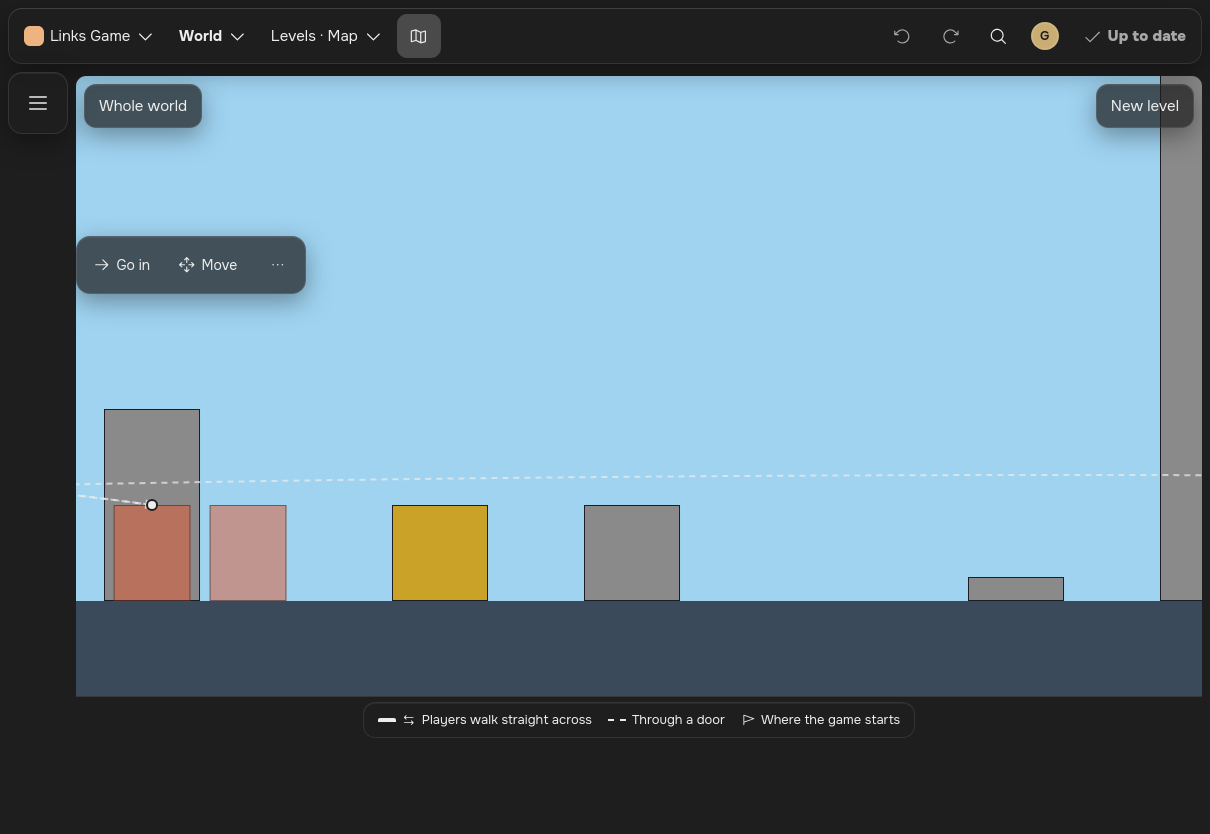 Links Game
World
Levels · Map
G
Up to date
Whole world
New level
Go in
Move
Players walk straight across
Through a door
Where the game starts